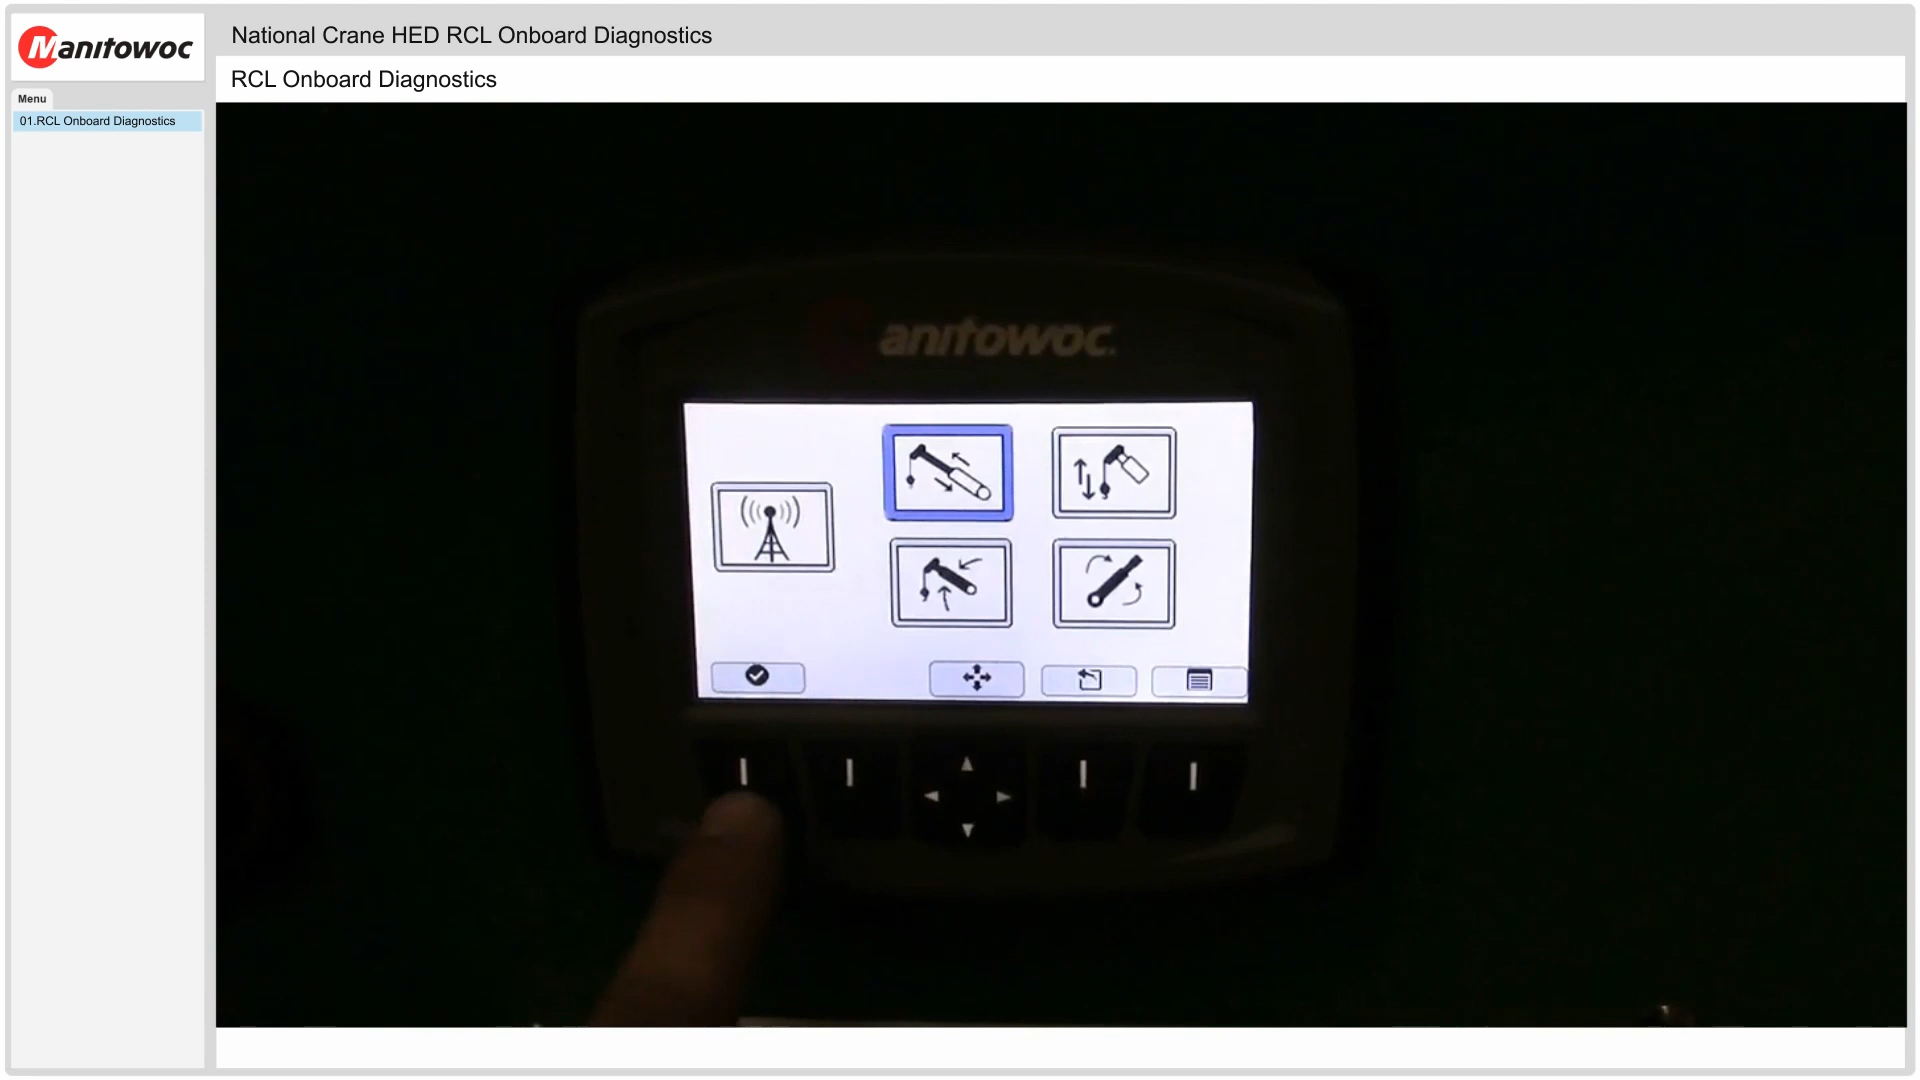 Manitowoc
National Crane HED RCL Onboard Diagnostics
RCL Onboard Diagnostics
Menu
01.RCL Onboard Diagnostics
anitowoc.